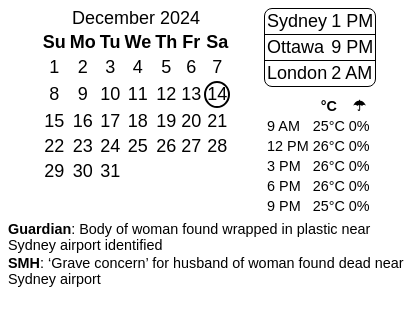 December 2024
Su Mo Tu We Th Fr Sa
1 2 3 4 5 6 7
8 9 10 11 12 13 14
15 16 17 18 19 20 21
22 23 24 25 26 27 28
29 30 31
Sydney 1 PM
Ottawa 9 PM
London 2 AM
°C ☂
9 AM 25°C 0%
12 PM 26°C 0%
3 PM 26°C 0%
6 PM 26°C 0%
9 PM 25°C 0%
Guardian: Body of woman found wrapped in plastic near
Sydney airport identified
SMH: ‘Grave concern’ for husband of woman found dead near
Sydney airport